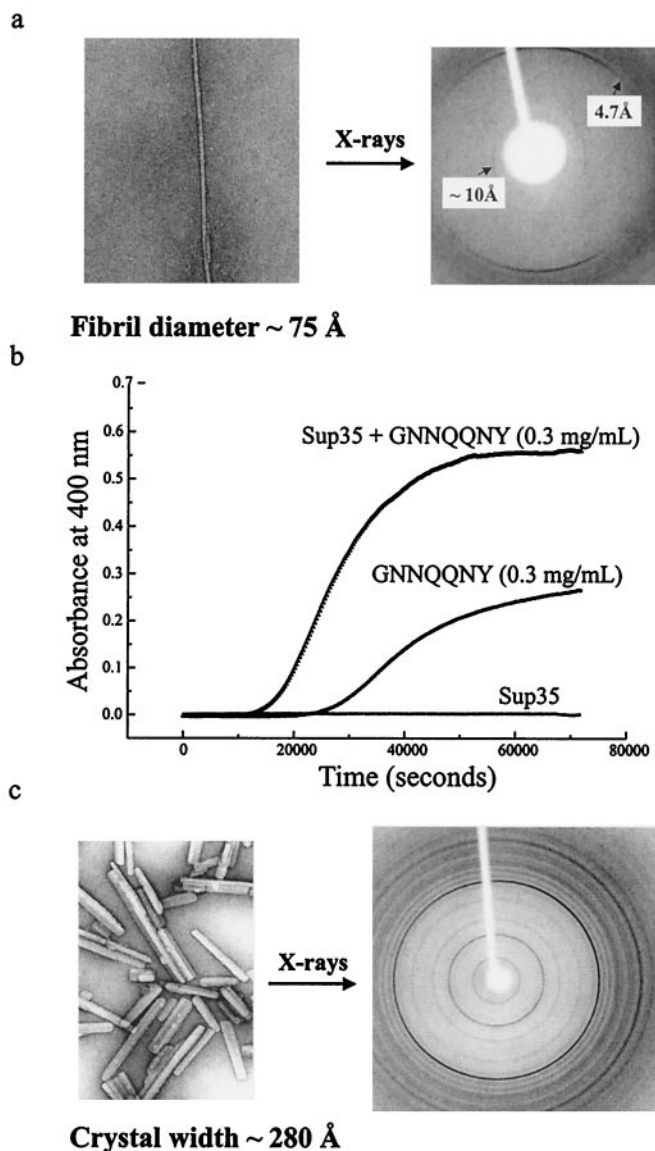 a
X-rays
4.7Å
~ 10Å
Fibril diameter ~ 75 Å
b
Absorbance at 400 nm
0.7
0.6
0.5
0.4
0.3
0.2
0.1
0.0
Sup35 + GNNQQNY (0.3 mg/mL)
GNNQQNY (0.3 mg/mL)
Sup35
0 20000 40000 60000 80000
Time (seconds)
c
X-rays
Crystal width ~ 280 Å